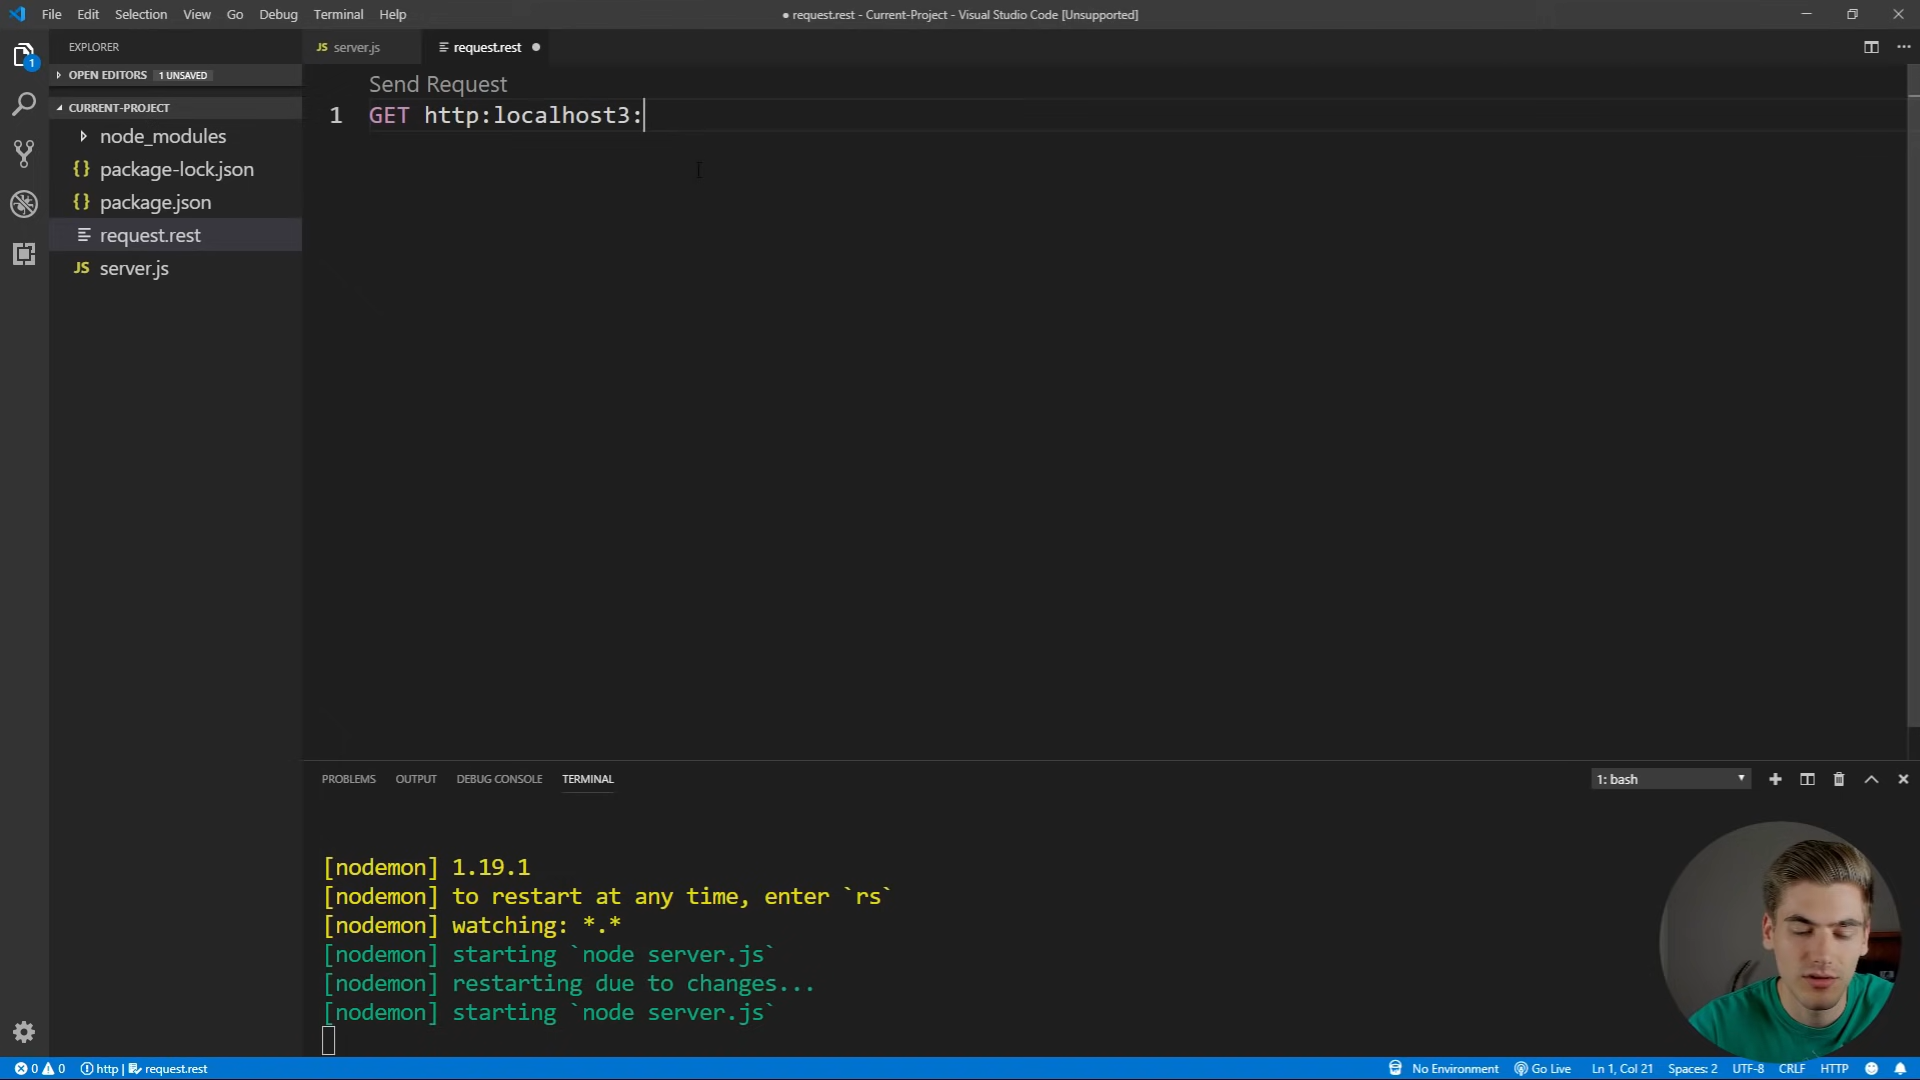 File Edit Selection View Go Debug Terminal Help
● request.rest - Current-Project - Visual Studio Code [Unsupported]
EXPLORER
OPEN EDITORS 1 UNSAVED
CURRENT-PROJECT
node_modules
{} package-lock.json
{} package.json
request.rest
JS server.js
1
JS server.js
request.rest
Send Request
1 GET http:localhost3:
PROBLEMS OUTPUT DEBUG CONSOLE TERMINAL
1: bash
[nodemon] 1.19.1
[nodemon] to restart at any time, enter `rs`
[nodemon] watching: *.*
[nodemon] starting `node server.js`
[nodemon] restarting due to changes...
[nodemon] starting `node server.js`
0 0 http | request.rest
No Environment Go Live Ln 1, Col 21 Spaces: 2 UTF-8 CRLF HTTP